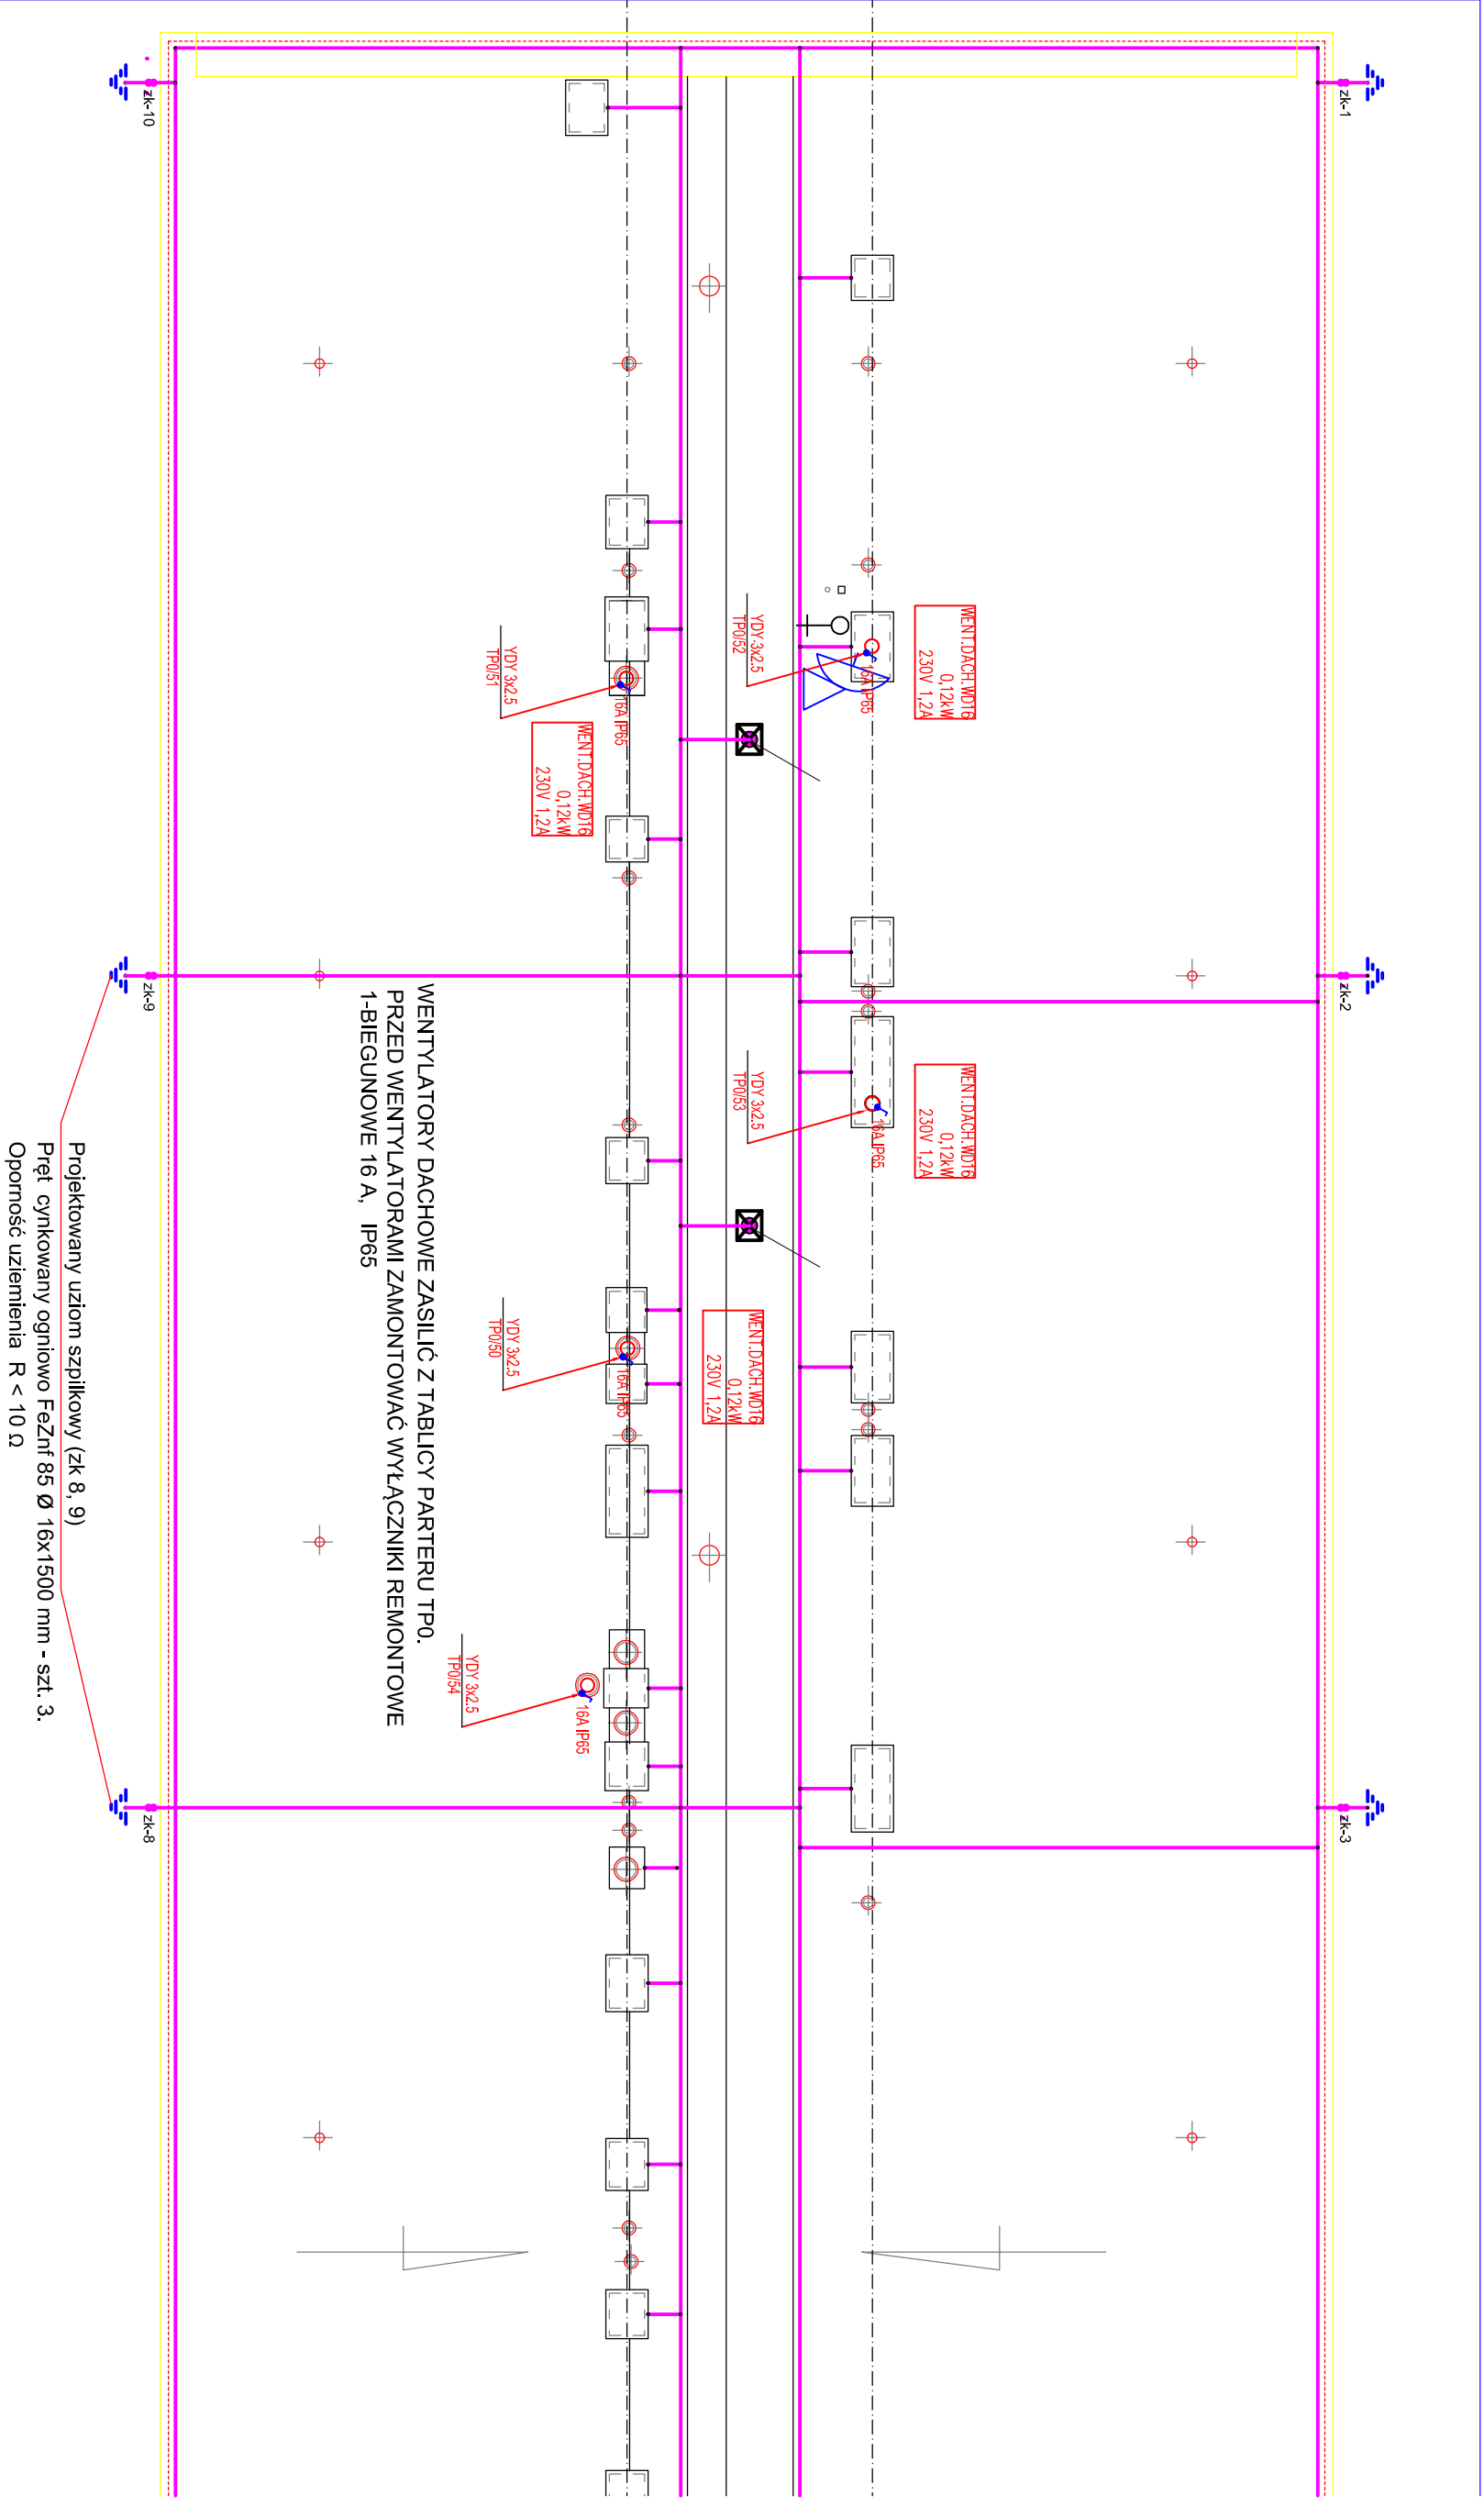 zk-10
zk-1
WENT.DACH.WD16
0,12kW
230V 1,2A
YDY 3x2.5
TP0/52
16A IP65
YDY 3x2.5
TP0/51
16A IP65
WENT.DACH.WD16
0,12kW
230V 1,2A
zk-9
zk-2
WENT.DACH.WD16
0,12kW
230V 1,2A
YDY 3x2.5
TP0/53
16A IP65
WENTYLATORY DACHOWE ZASILIĆ Z TABLICY PARTERU TP0.
PRZED WENTYLATORAMI ZAMONTOWAĆ WYŁĄCZNIKI REMONTOWE
1-BIEGUNOWE 16 A, IP65
WENT.DACH.WD16
0,12kW
230V 1,2A
YDY 3x2.5
TP0/50
16A IP65
YDY 3x2.5
TP0/54
16A IP65
zk-8
zk-3
Projektowany uziom szpilkowy (zk 8, 9)
Pręt cynkowany ogniowo FeZnf 85 Ø 16x1500 mm - szt. 3.
Oporność uziemienia R < 10 Ω